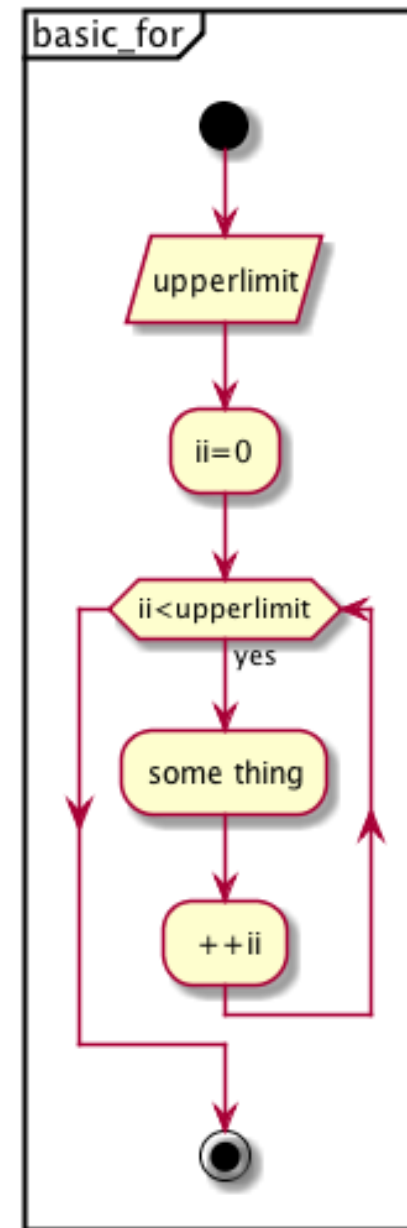 basic_for
upperlimit
ii=0
ii<upperlimit
yes
some thing
++ii